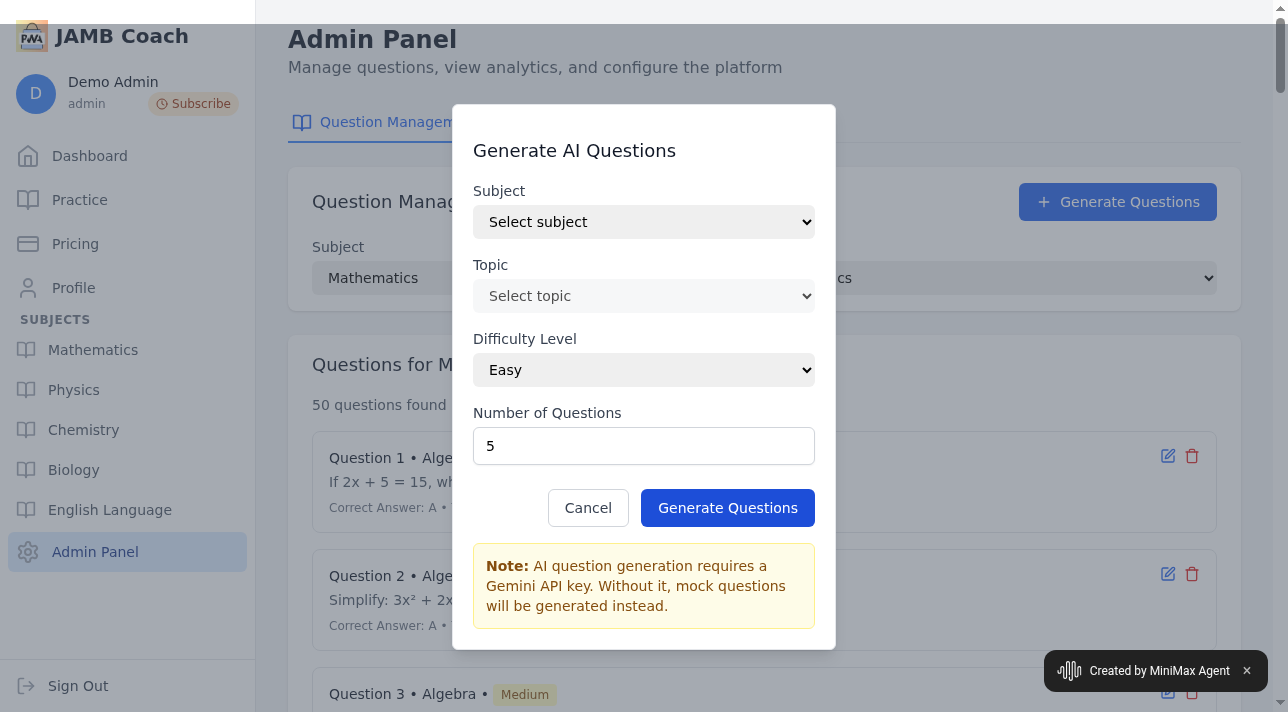 PWA
JAMB Coach
D
Demo Admin
admin
Subscribe
Dashboard
Practice
Pricing
Profile
SUBJECTS
Mathematics
Physics
Chemistry
Biology
English Language
Admin Panel
Sign Out
Admin Panel
Manage questions, view analytics, and configure the platform
Question Managem
Question Manag
Generate Questions
Subject
Mathematics
cs
Questions for M
50 questions found
Question 1 • Alge
If 2x + 5 = 15, wh
Correct Answer: A •
Question 2 • Alge
Simplify: 3x² + 2x
Correct Answer: A •
Question 3 • Algebra • Medium
Generate AI Questions
Subject
Select subject
Topic
Select topic
Difficulty Level
Easy
Number of Questions
5
Cancel
Generate Questions
Note: AI question generation requires a
Gemini API key. Without it, mock questions
will be generated instead.
Created by MiniMax Agent ×